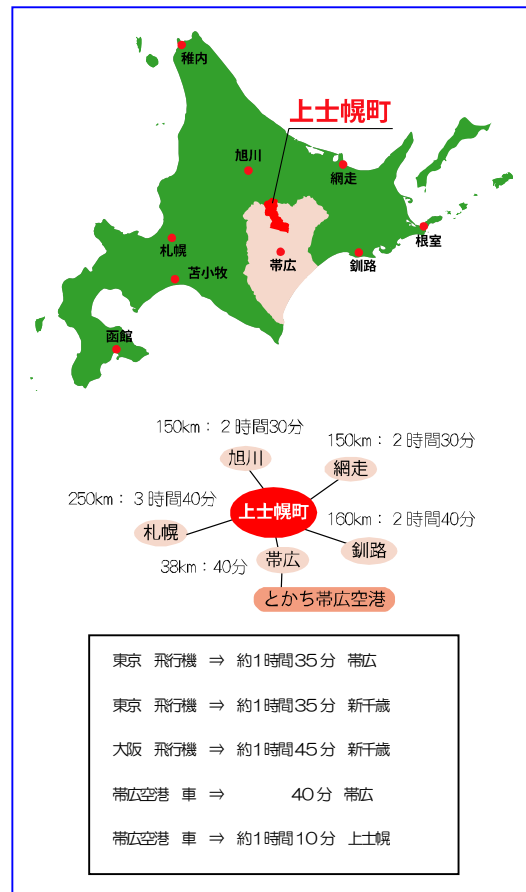 稚内
上士幌町
旭川
網走
根室
札幌
帯広
釧路
苫小牧
函館
150km：２時間30分
旭川
150km：２時間30分
網走
250km：３時間40分
札幌
上士幌町
160km：２時間40分
釧路
38km：40分
帯広
とかち帯広空港
東京　飛行機　⇒　約1時間35分　帯広
東京　飛行機　⇒　約1時間35分　新千歳
大阪　飛行機　⇒　約1時間45分　新千歳
帯広空港　車　⇒　40分　帯広
帯広空港　車　⇒　約1時間10分　上士幌